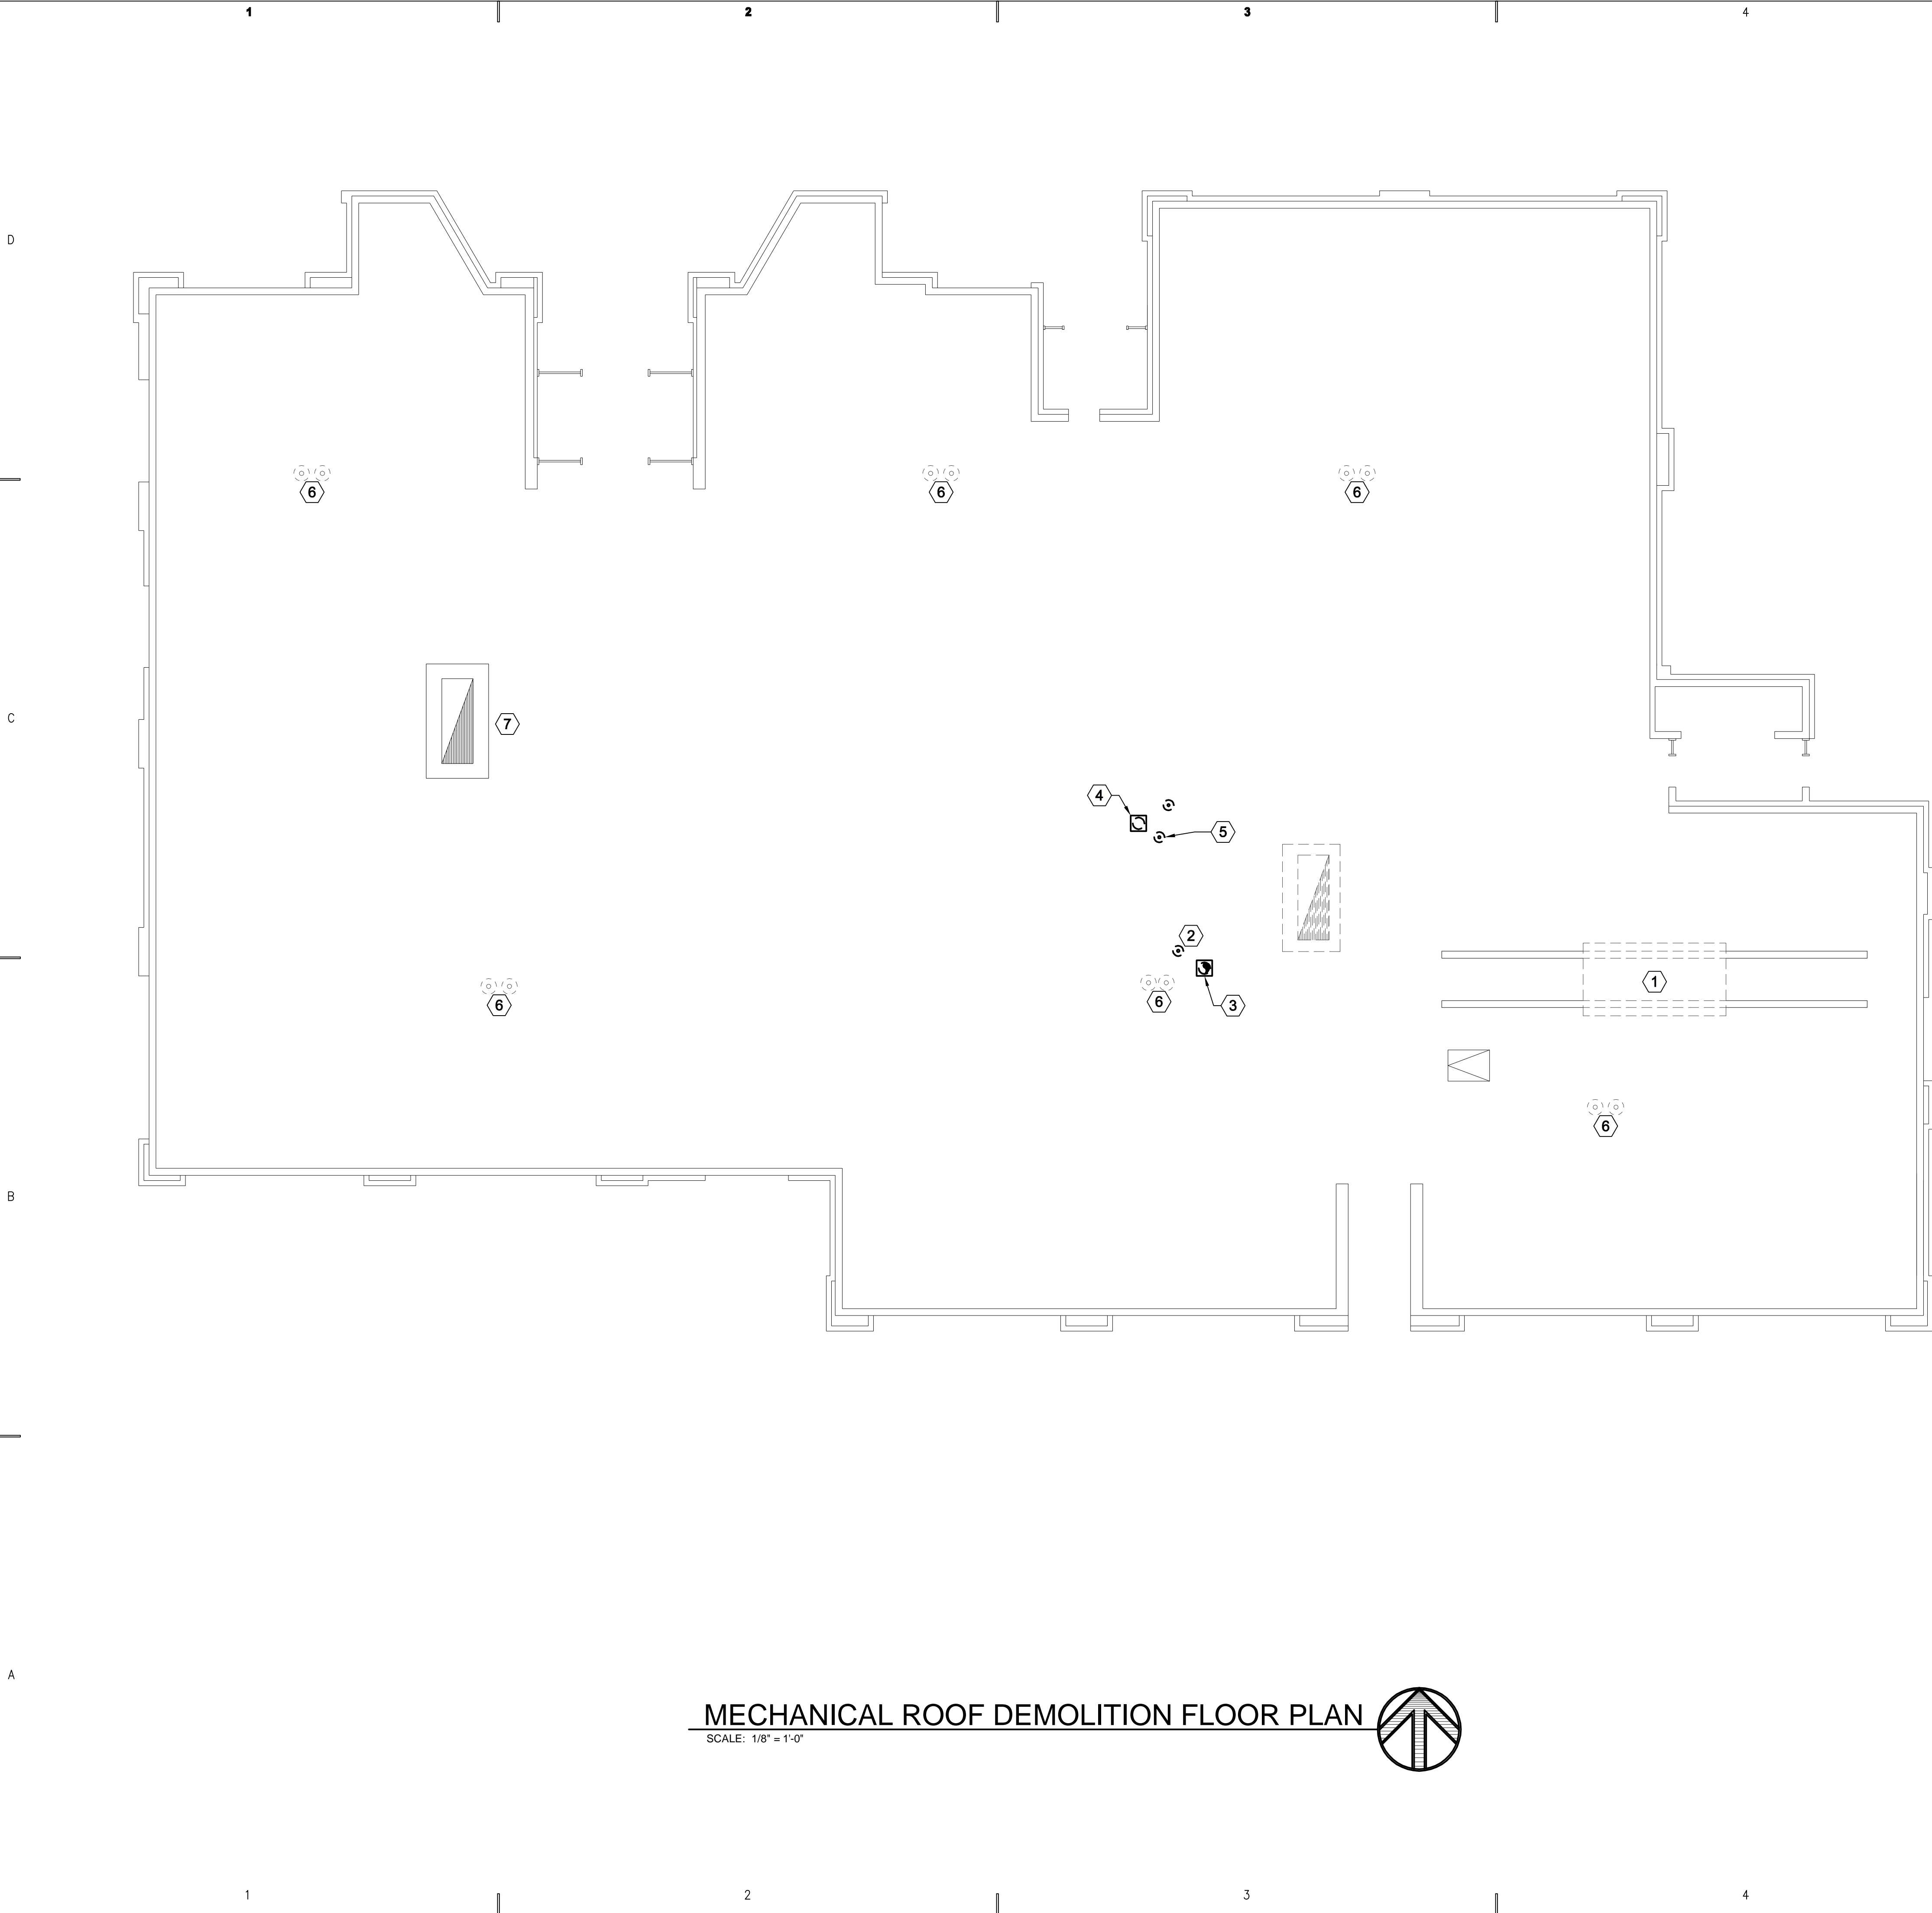 1 2 3 4
D
6 6 6
C
7
4
5
2
1
6 6 3
6
B
A
MECHANICAL ROOF DEMOLITION FLOOR PLAN
SCALE: 1/8" = 1'-0"
1 2 3 4